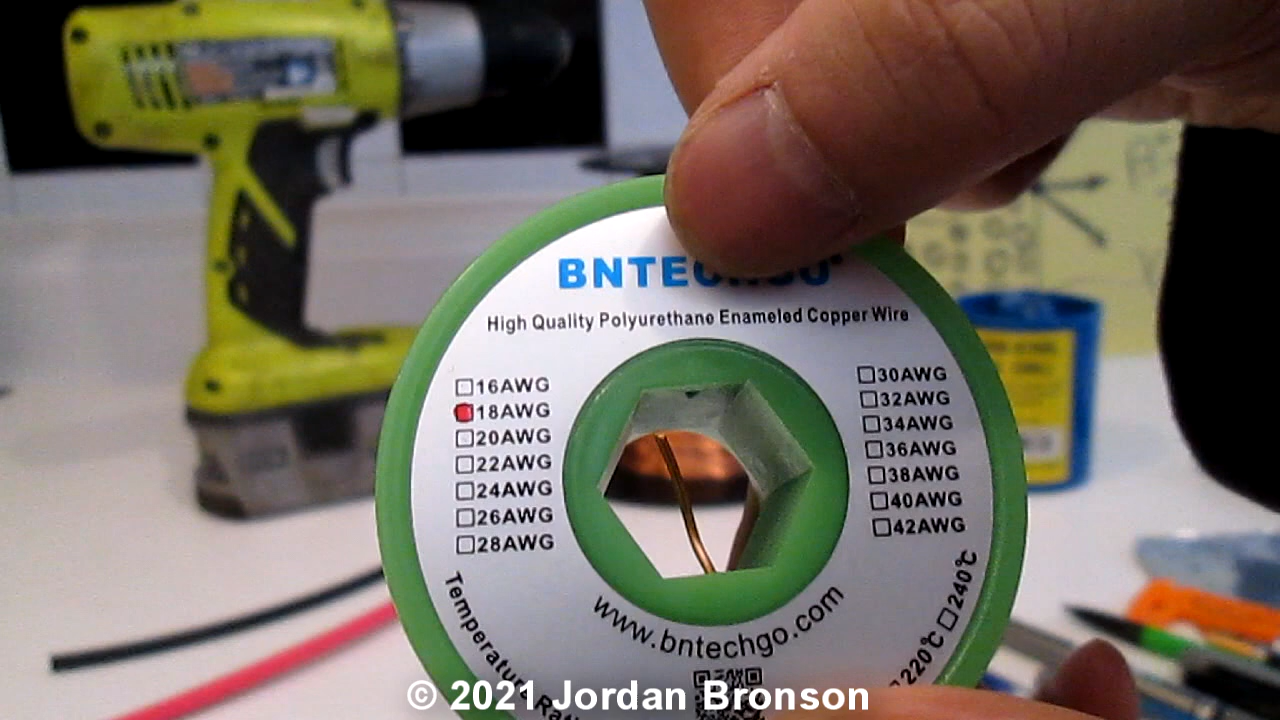 BNTECHGO
High Quality Polyurethane Enameled Copper Wire
16AWG
18AWG
20AWG
22AWG
24AWG
26AWG
28AWG
30AWG
32AWG
34AWG
36AWG
38AWG
40AWG
42AWG
Temperature
220℃ 240℃
www.bntechgo.com
© 2021 Jordan Bronson